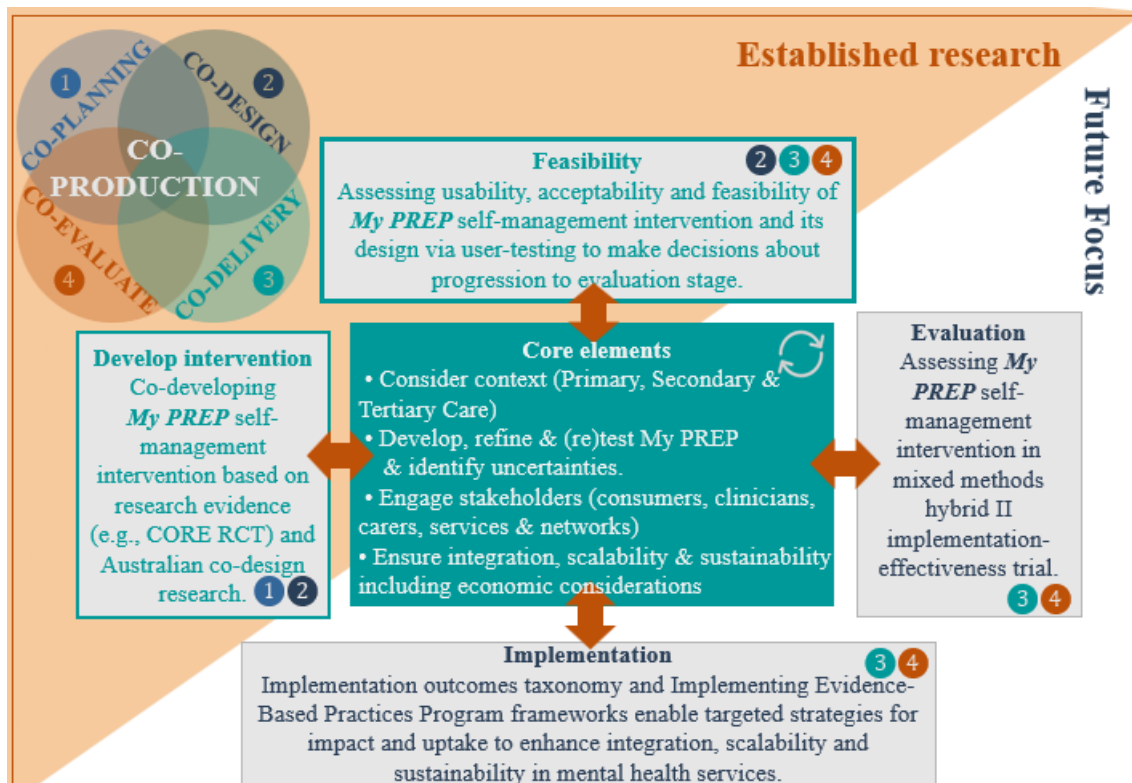 Established research
Future Focus
1
CO-PLANNING
2
CO-DESIGN
CO-
PRODUCTION
CO-EVALUATE
4
CO-DELIVERY
3
Feasibility
2 3 4
Assessing usability, acceptability and feasibility of
My PREP self-management intervention and its
design via user-testing to make decisions about
progression to evaluation stage.
Develop intervention
Co-developing
My PREP self-
management
intervention based on
research evidence
(e.g., CORE RCT) and
Australian co-design
research.
1 2
Core elements
• Consider context (Primary, Secondary &
Tertiary Care)
• Develop, refine & (re)test My PREP
& identify uncertainties.
• Engage stakeholders (consumers, clinicians,
carers, services & networks)
• Ensure integration, scalability & sustainability
including economic considerations
Evaluation
Assessing My
PREP self-
management
intervention in
mixed methods
hybrid II
implementation-
effectiveness trial.
3 4
Implementation
3 4
Implementation outcomes taxonomy and Implementing Evidence-
Based Practices Program frameworks enable targeted strategies for
impact and uptake to enhance integration, scalability and
sustainability in mental health services.